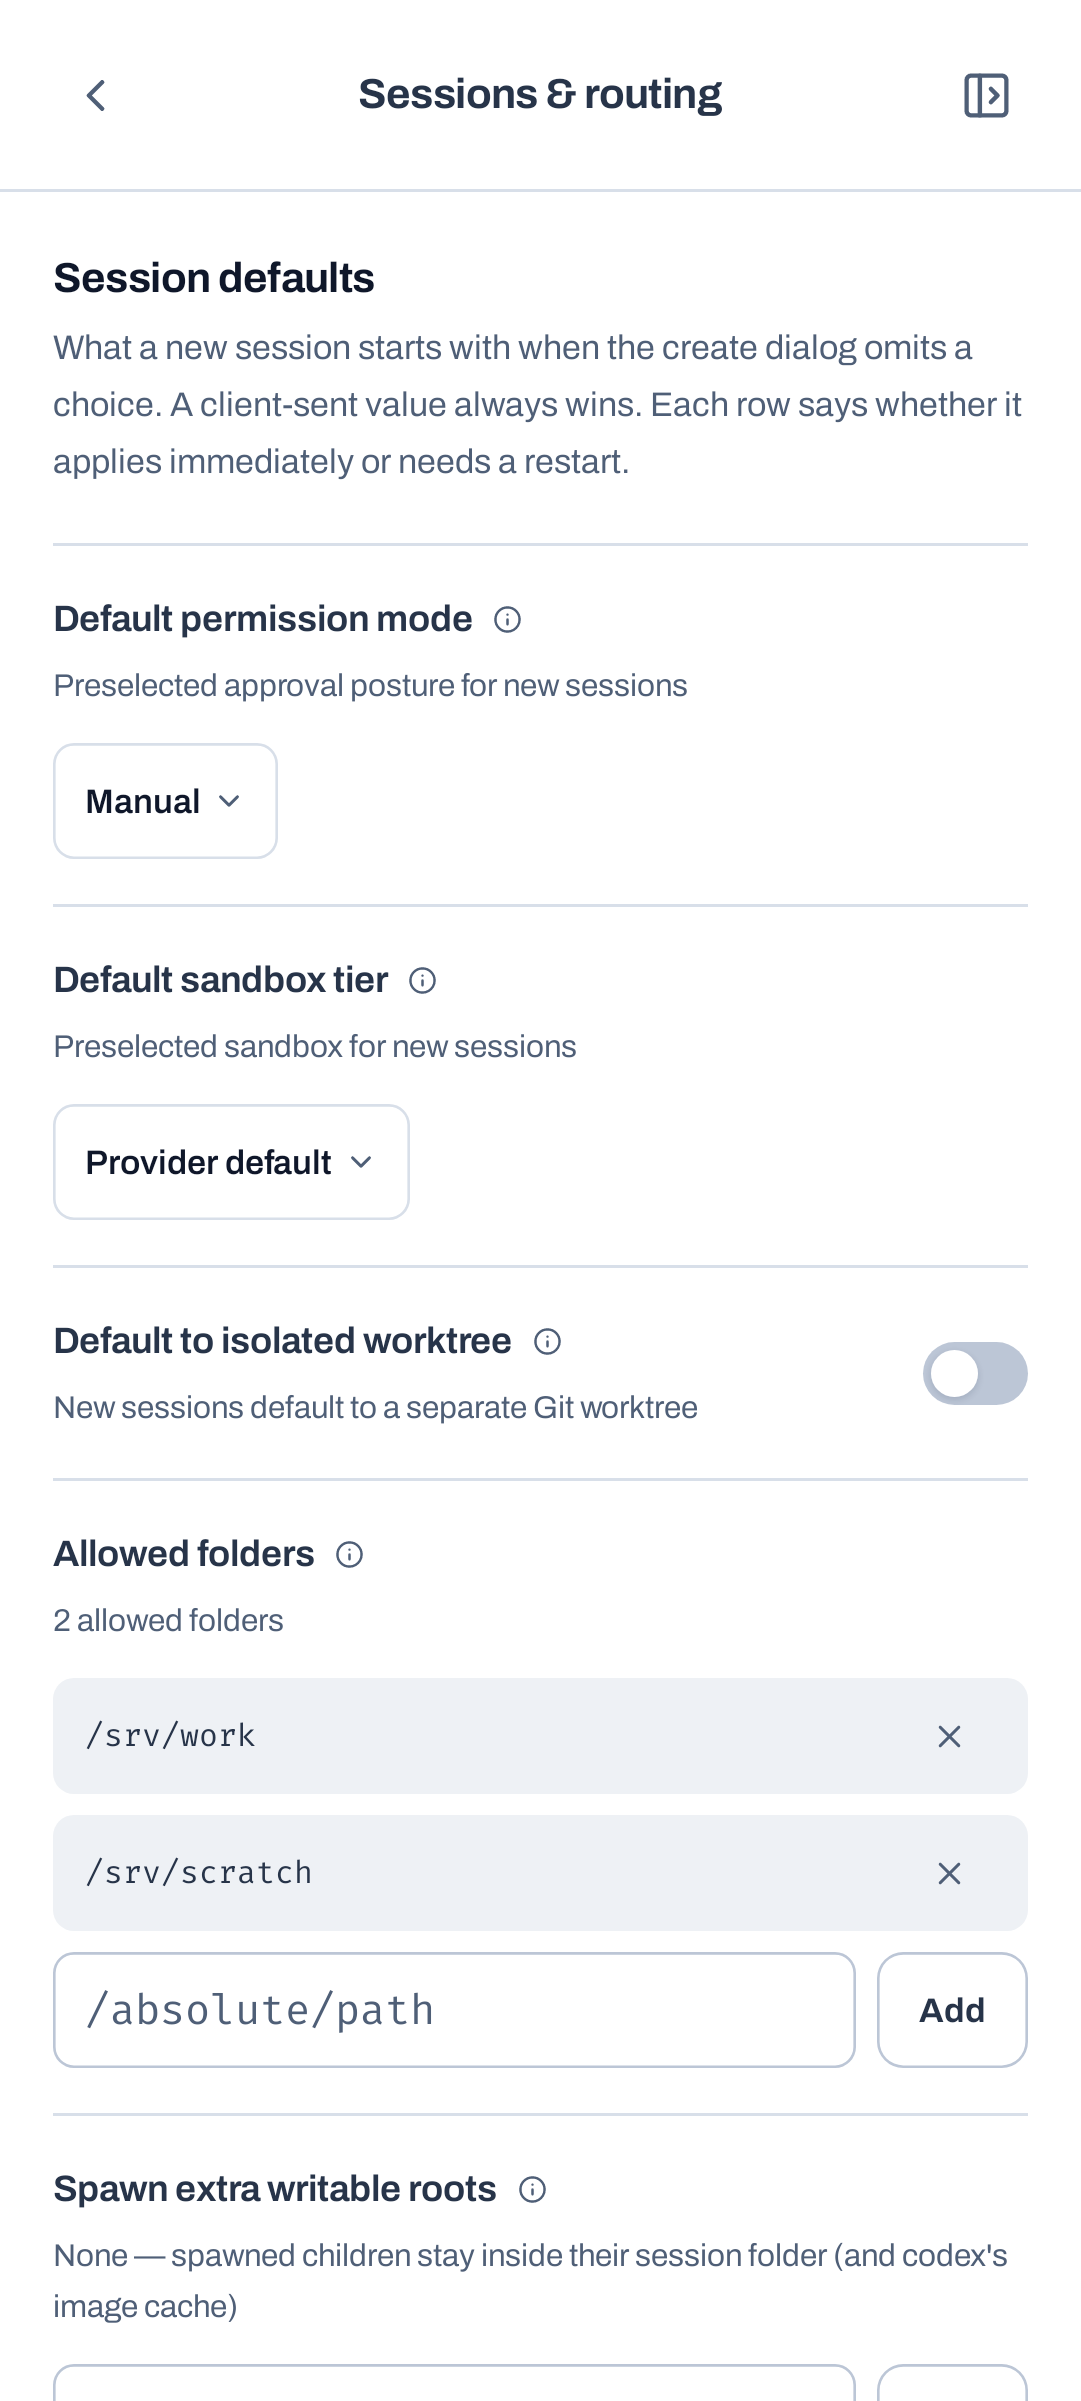 Sessions & routing
Session defaults
What a new session starts with when the create dialog omits a
choice. A client-sent value always wins. Each row says whether it
applies immediately or needs a restart.
Default permission mode
Preselected approval posture for new sessions
Manual
Default sandbox tier
Preselected sandbox for new sessions
Provider default
Default to isolated worktree
New sessions default to a separate Git worktree
Allowed folders
2 allowed folders
/srv/work
/srv/scratch
/absolute/path
Add
Spawn extra writable roots
None — spawned children stay inside their session folder (and codex's
image cache)